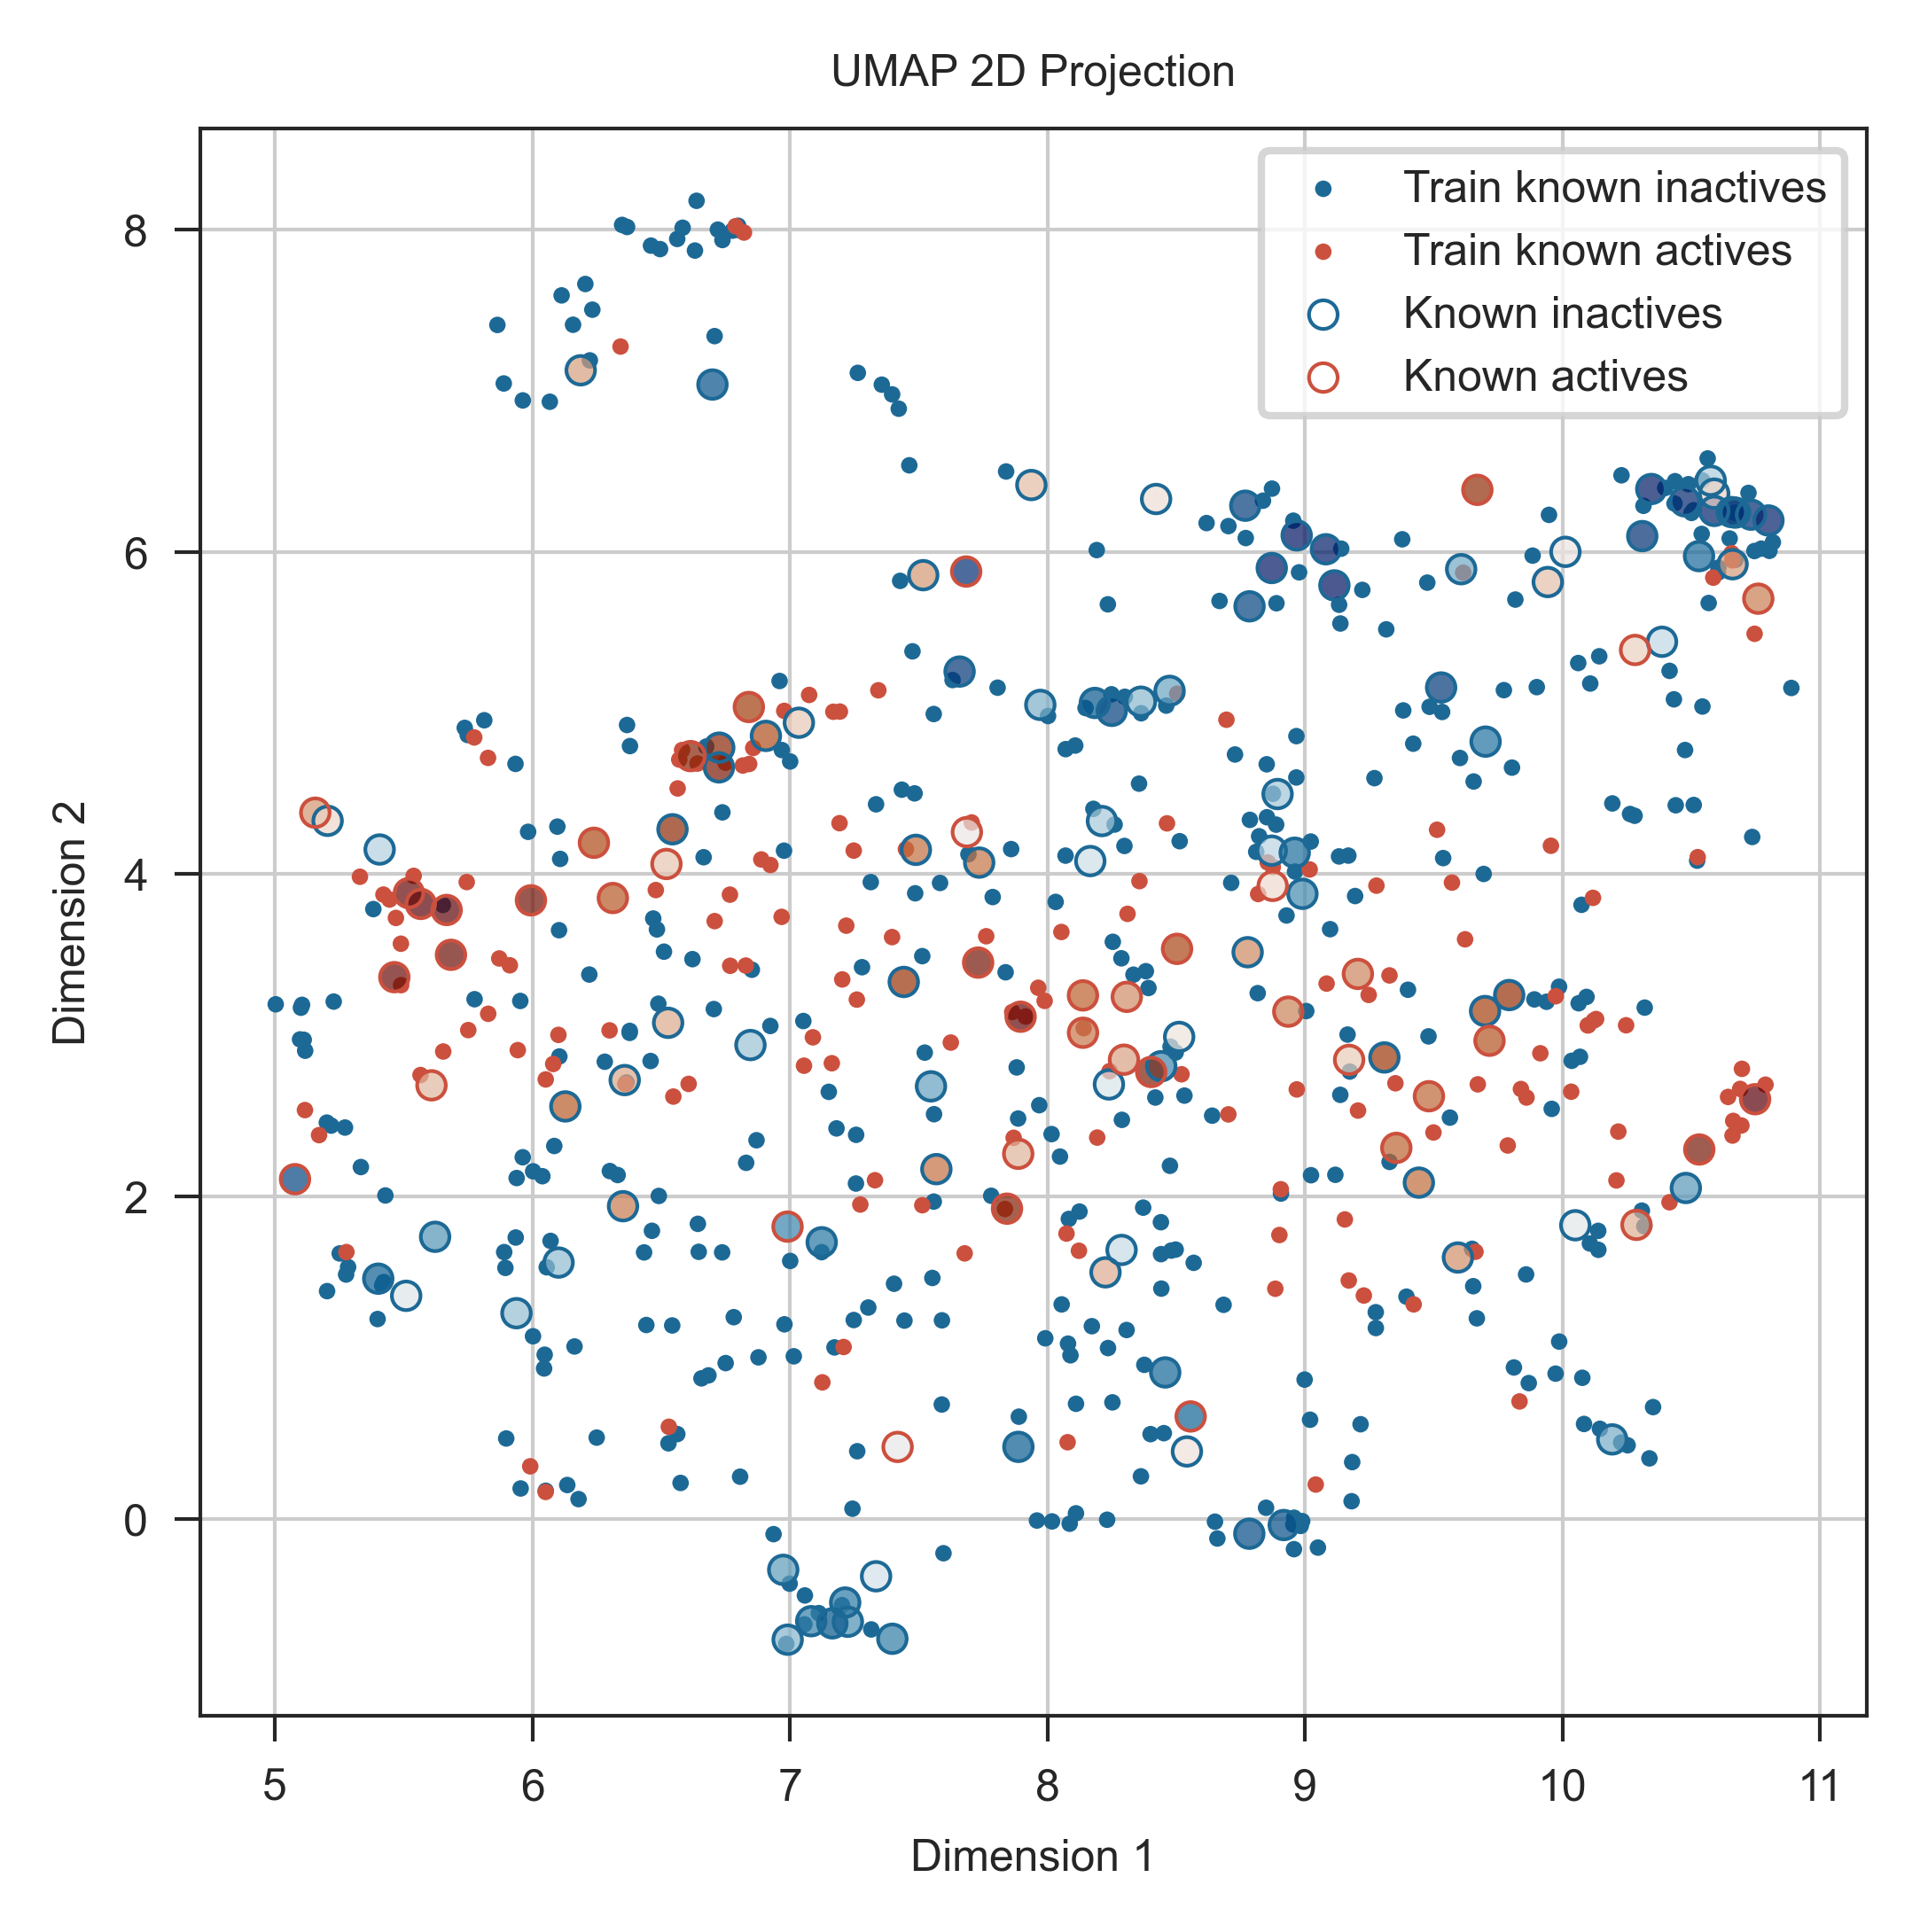 UMAP 2D Projection
Train known inactives
Train known actives
Known inactives
Known actives
8
6
4
2
0
Dimension 2
5 6 7 8 9 10 11
Dimension 1